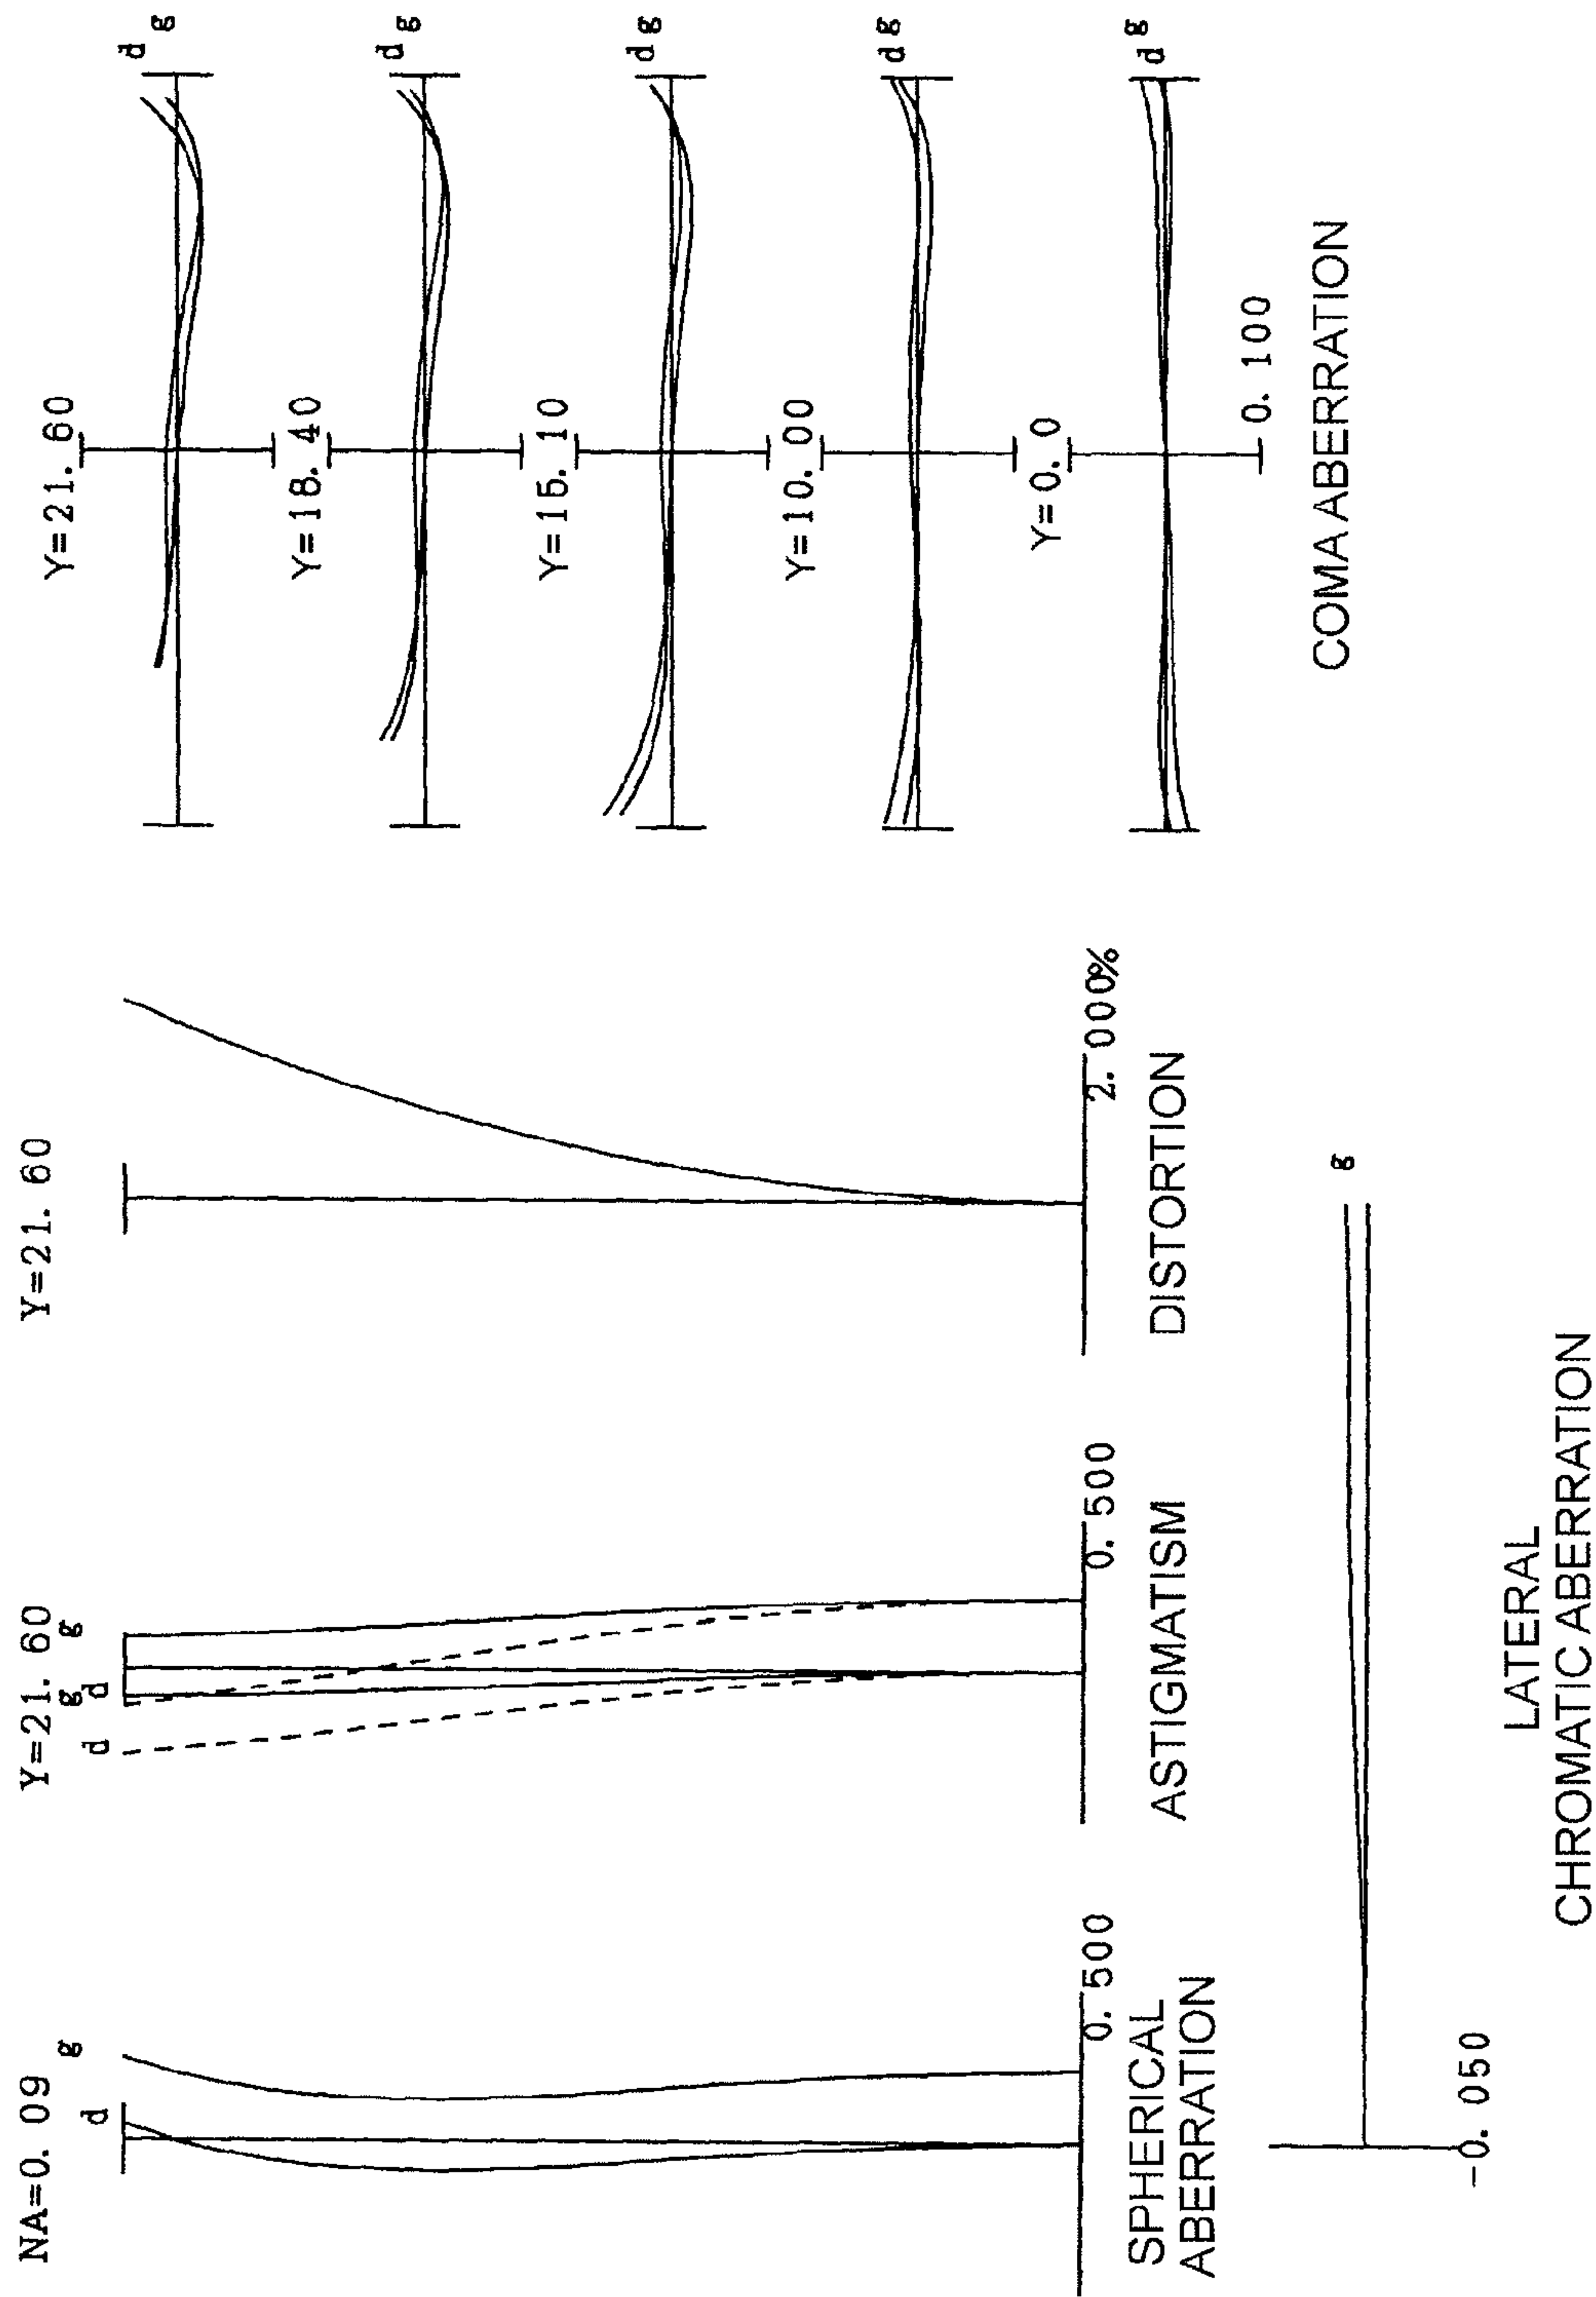 NA=0.09
d
g
0.500
SPHERICAL
ABERRATION
Y=21.60
d
g
d
g
0.500
ASTIGMATISM
Y=21.60
2.000%
DISTORTION
Y=21.60
d
g
Y=18.40
d
g
Y=15.10
d
g
Y=10.00
d
g
Y=0.0
d
g
0.100
COMA ABERRATION
g
-0.050
LATERAL
CHROMATIC ABERRATION